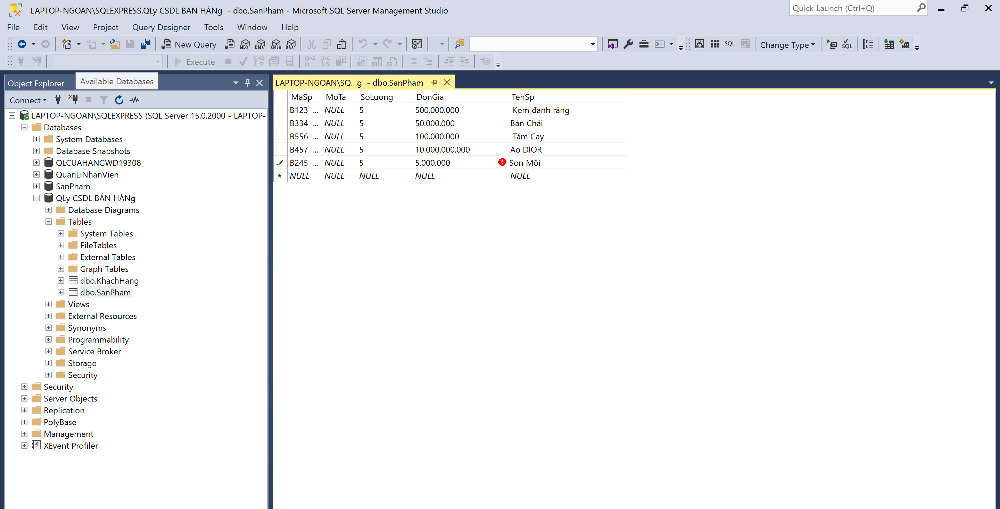 LAPTOP-NGOAN\SQLEXPRESS.QLy CSDL BÁN HÀNg - dbo.SanPham - Microsoft SQL Server Management Studio
Quick Launch (Ctrl+Q)
File Edit View Project Query Designer Tools Window Help
New Query MDX DMX XMLA DAX SQL Change Type SQL
Execute
Object Explorer
Available Databases
Connect
LAPTOP-NGOAN\SQLEXPRESS (SQL Server 15.0.2000 - LAPTOP-
Databases
System Databases
Database Snapshots
QLCUAHANGWD19308
QuanLiNhanVien
SanPham
QLy CSDL BÁN HÀNg
Database Diagrams
Tables
System Tables
FileTables
External Tables
Graph Tables
dbo.KhachHang
dbo.SanPham
Views
External Resources
Synonyms
Programmability
Service Broker
Storage
Security
Security
Server Objects
Replication
PolyBase
Management
XEvent Profiler
LAPTOP-NGOAN\SQ...g - dbo.SanPham
MaSp MoTa SoLuong DonGia TenSp
B123 ... NULL 5 500.000.000 Kem đánh răng
B334 ... NULL 5 50.000.000 Bàn Chải
B556 ... NULL 5 100.000.000 Tăm Cay
B457 ... NULL 5 10.000.000.000 Áo DIOR
B245 ... NULL 5 5.000.000 Son Môi
* NULL NULL NULL NULL NULL